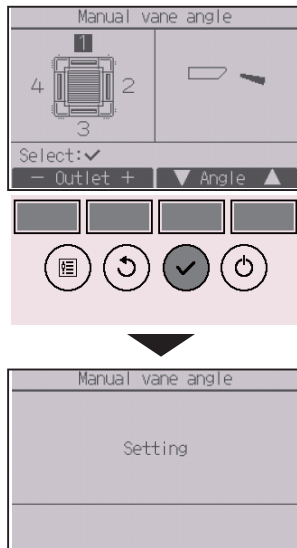 Manual vane angle
1
4 2
3
Select:✓
− Outlet + ▼ Angle ▲
Manual vane angle
Setting